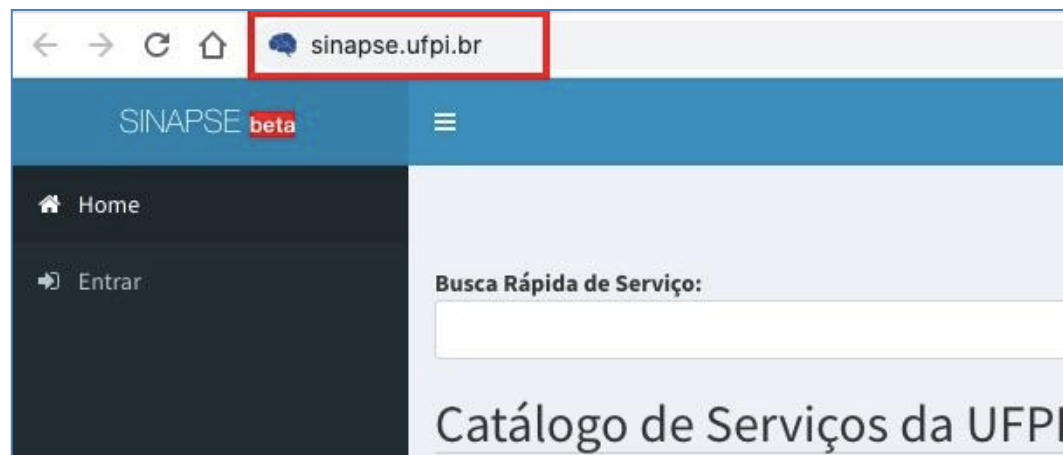 sinapse.ufpi.br
SINAPSE beta
Home
Entrar
Busca Rápida de Serviço:
Catálogo de Serviços da UFPI